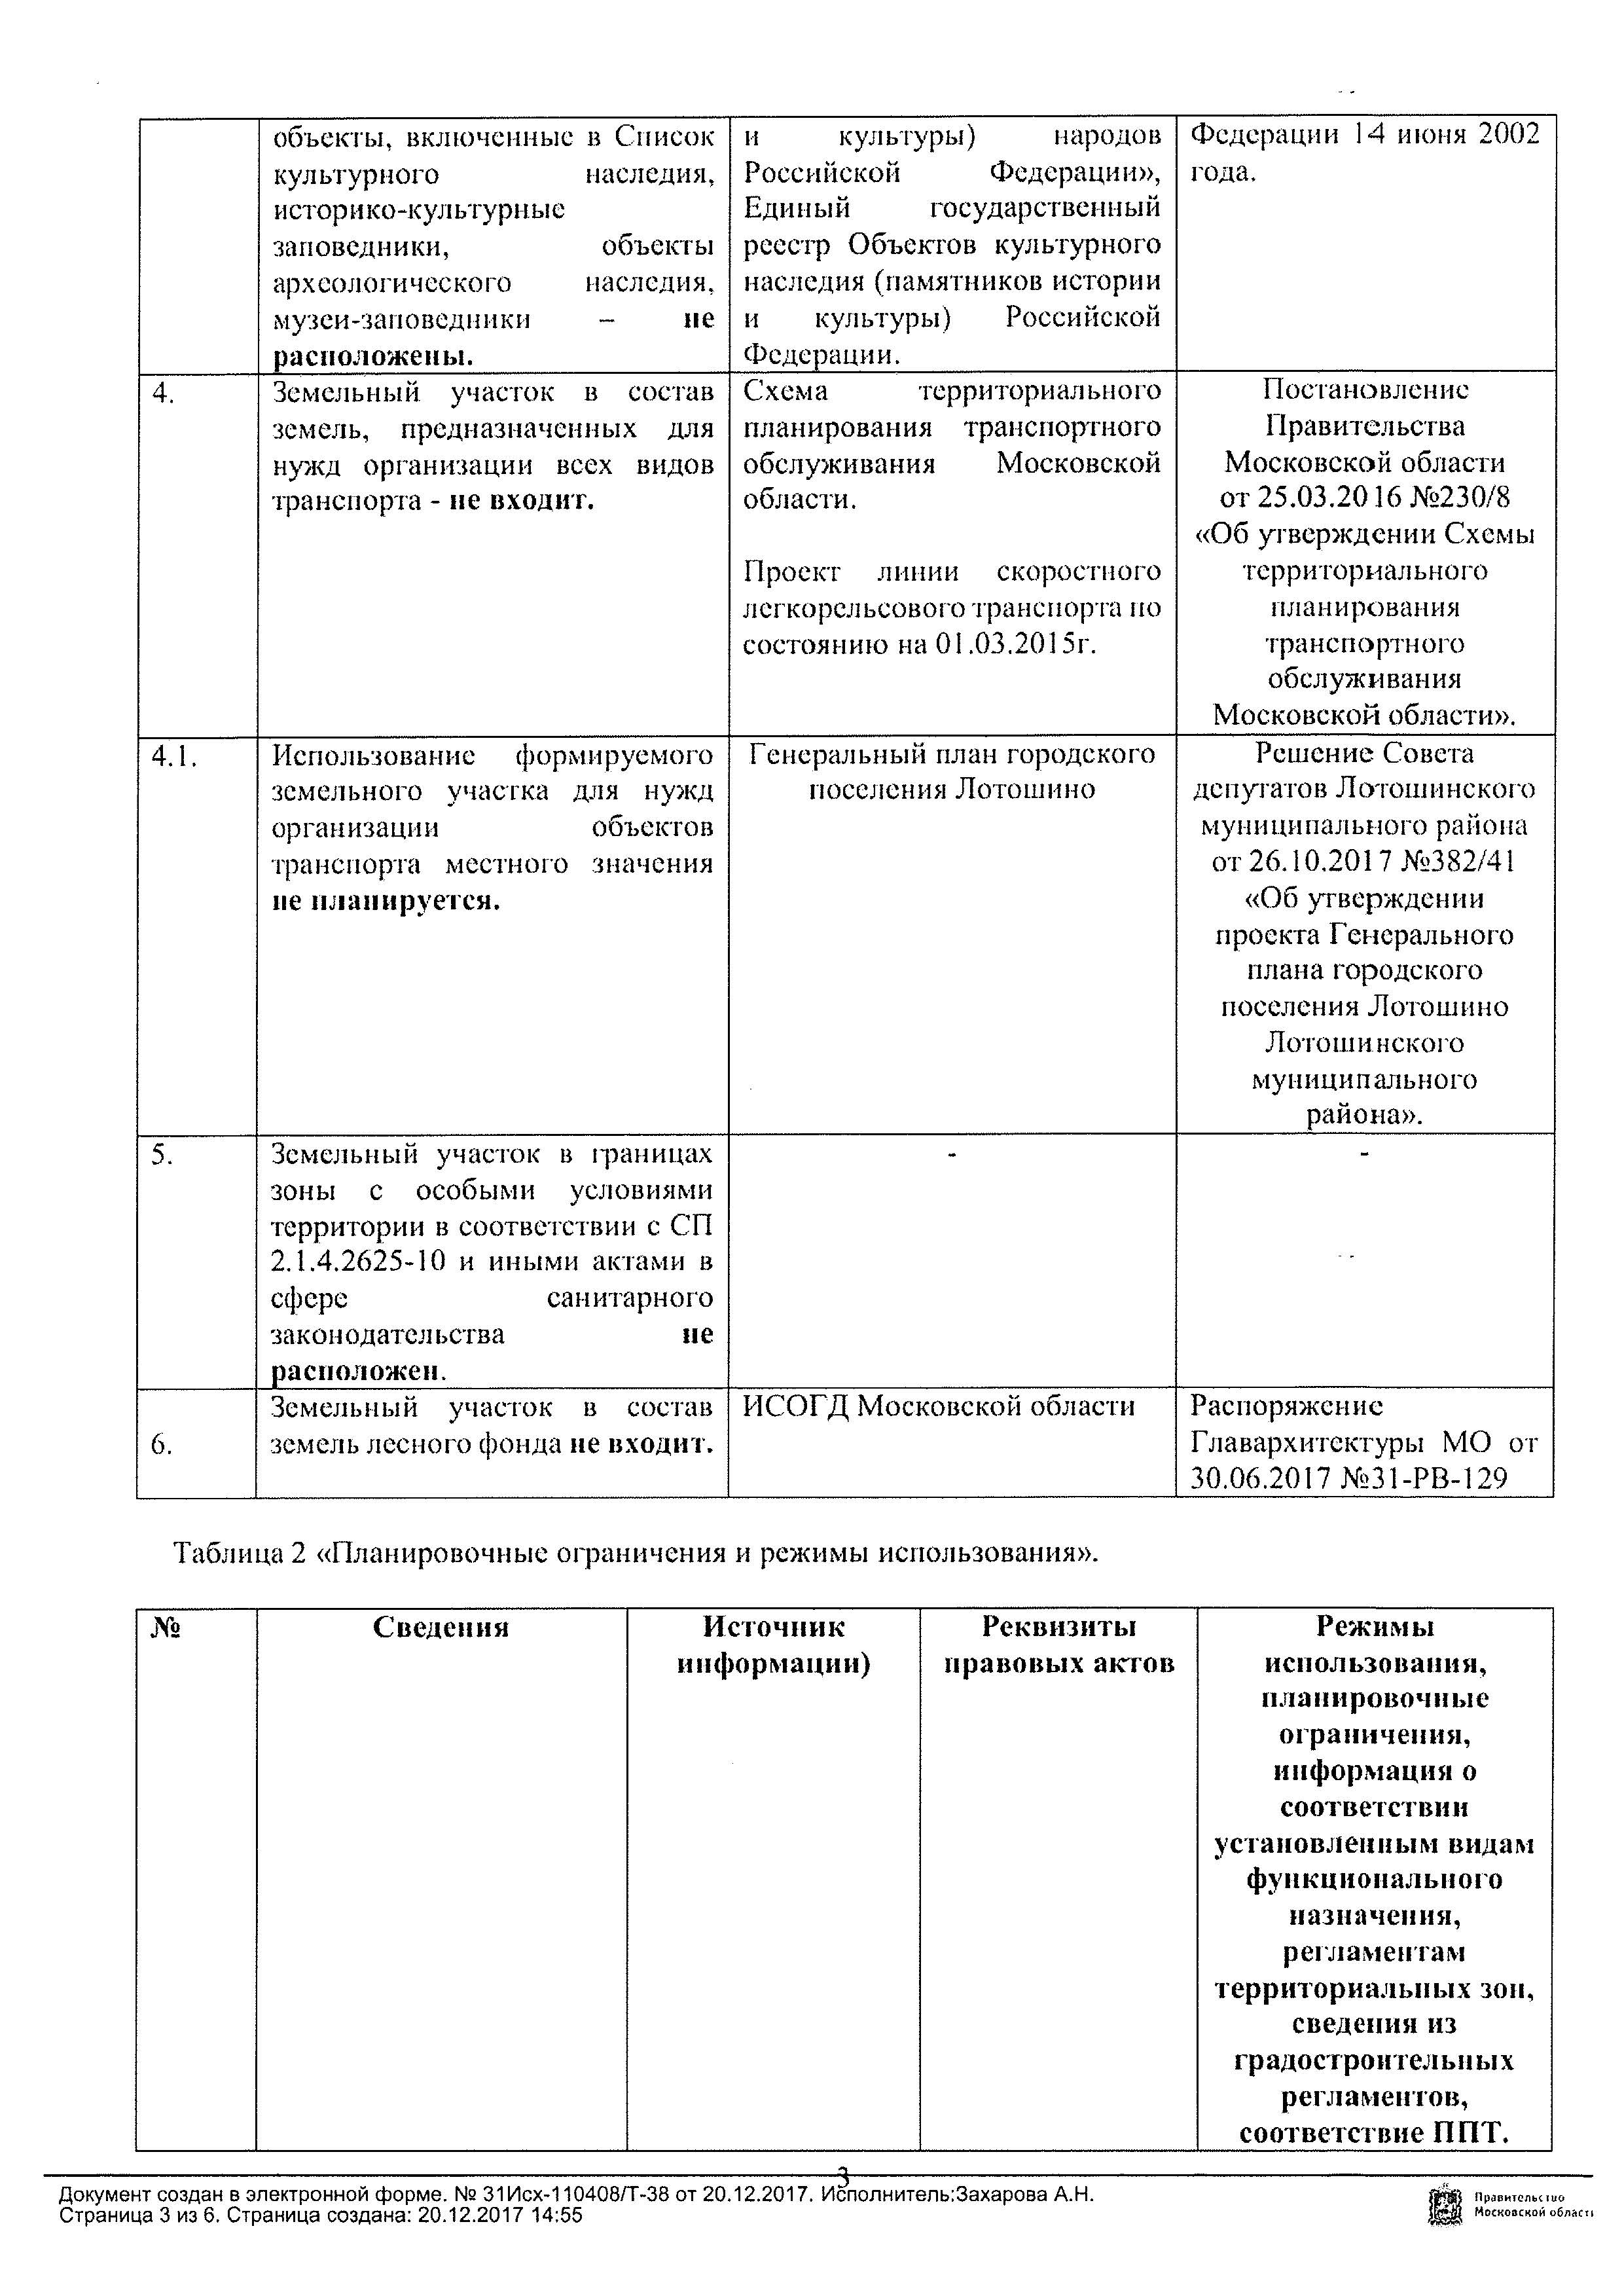 объекты, включенные в Список
культурного наследия,
историко-культурные
заповедники, объекты
археологического наследия,
музеи-заповедники – не
расположены.
и культуры) народов
Российской Федерации»,
Единый государственный
реестр Объектов культурного
наследия (памятников истории
и культуры) Российской
Федерации.
Федерации 14 июня 2002
года.
4.
Земельный участок в состав
земель, предназначенных для
нужд организации всех видов
транспорта - не входит.
Схема территориального
планирования транспортного
обслуживания Московской
области.
Проект линии скоростного
легкорельсового транспорта по
состоянию на 01.03.2015г.
Постановление
Правительства
Московской области
от 25.03.2016 №230/8
«Об утверждении Схемы
территориального
планирования
транспортного
обслуживания
Московской области».
4.1.
Использование формируемого
земельного участка для нужд
организации объектов
транспорта местного значения
не планируется.
Генеральный план городского
поселения Лотошино
Решение Совета
депутатов Лотошинского
муниципального района
от 26.10.2017 №382/41
«Об утверждении
проекта Генерального
плана городского
поселения Лотошино
Лотошинского
муниципального
района».
5.
Земельный участок в границах
зоны с особыми условиями
территории в соответствии с СП
2.1.4.2625-10 и иными актами в
сфере санитарного
законодательства не
расположен.
-
-
6.
Земельный участок в состав
земель лесного фонда не входит.
ИСОГД Московской области
Распоряжение
Главархитектуры МО от
30.06.2017 №31-РВ-129
Таблица 2 «Планировочные ограничения и режимы использования».
№
Сведения
Источник
информации)
Реквизиты
правовых актов
Режимы
использования,
планировочные
ограничения,
информация о
соответствии
установленным видам
функционального
назначения,
регламентам
территориальных зон,
сведения из
градостроительных
регламентов,
соответствие ППТ.
3
Документ создан в электронной форме. № 31Исх-110408/Т-38 от 20.12.2017. Исполнитель:Захарова А.Н.
Страница 3 из 6. Страница создана: 20.12.2017 14:55
Правительство
Московской области